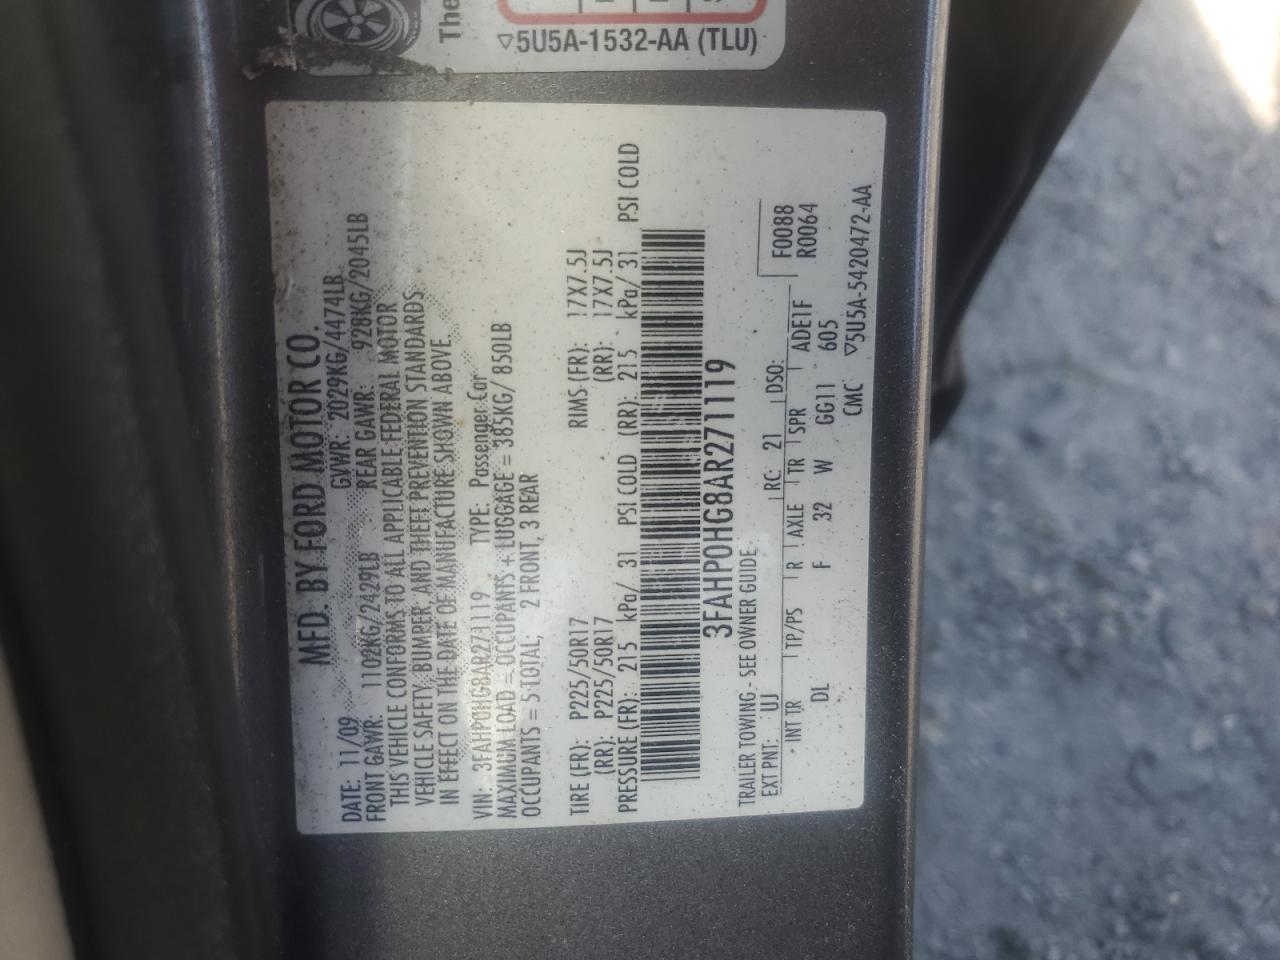 The
▽5U5A-1532-AA (TLU)
MFD. BY FORD MOTOR CO.
DATE: 11/09 GVWR: 2029KG/4474LB
FRONT GAWR: 1102KG/2429LB REAR GAWR: 928KG/2045LB
THIS VEHICLE CONFORMS TO ALL APPLICABLE FEDERAL MOTOR
VEHICLE SAFETY, BUMPER, AND THEFT PREVENTION STANDARDS
IN EFFECT ON THE DATE OF MANUFACTURE SHOWN ABOVE.
VIN: 3FAHP0HG8AR271119 TYPE: Passenger Car
MAXIMUM LOAD = OCCUPANTS + LUGGAGE = 385KG/ 850LB
OCCUPANTS = 5 TOTAL; 2 FRONT, 3 REAR
TIRE (FR): P225/50R17 RIMS (FR): 17X7.5J
(RR): P225/50R17 (RR): 17X7.5J
PRESSURE (FR): 215 kPa/ 31 PSI COLD (RR): 215 kPa/ 31 PSI COLD
3FAHP0HG8AR271119
TRAILER TOWING - SEE OWNER GUIDE
EXT PNT: UJ RC: 21 DSO: F0088
R0064
INT TR TP/PS R AXLE TR SPR ADE1F
DL F 32 W GG11 605
CMC ▽5U5A-5420472-AA